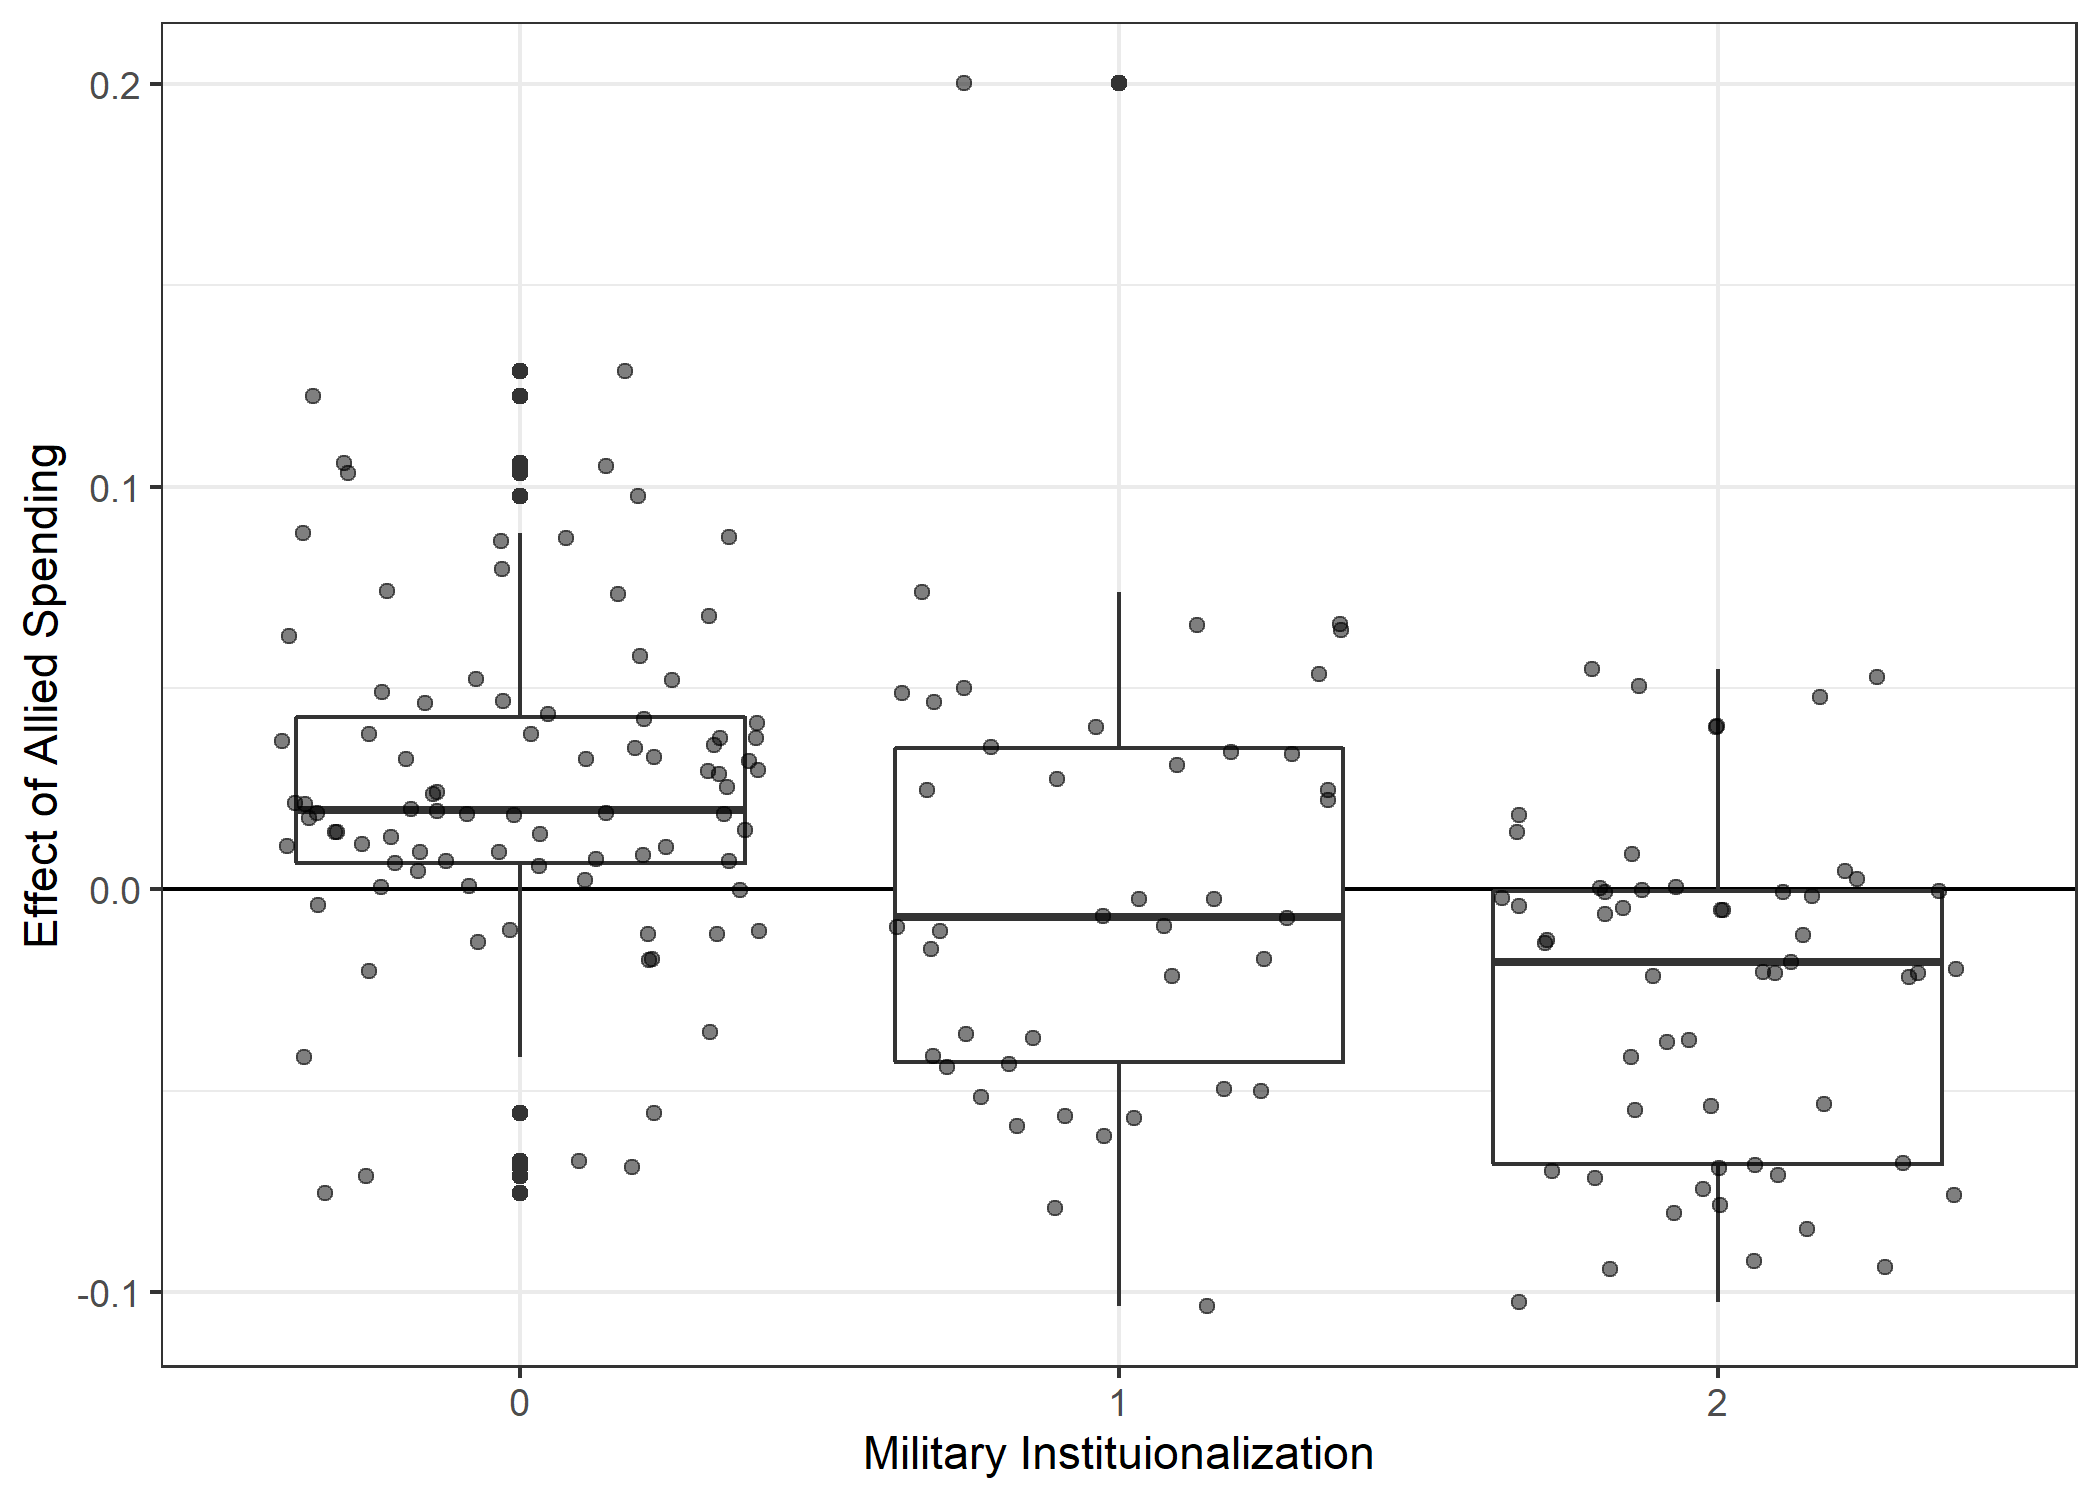 Effect of Allied Spending
0.2
0.1
0.0
-0.1
0 1 2
Military Instituionalization